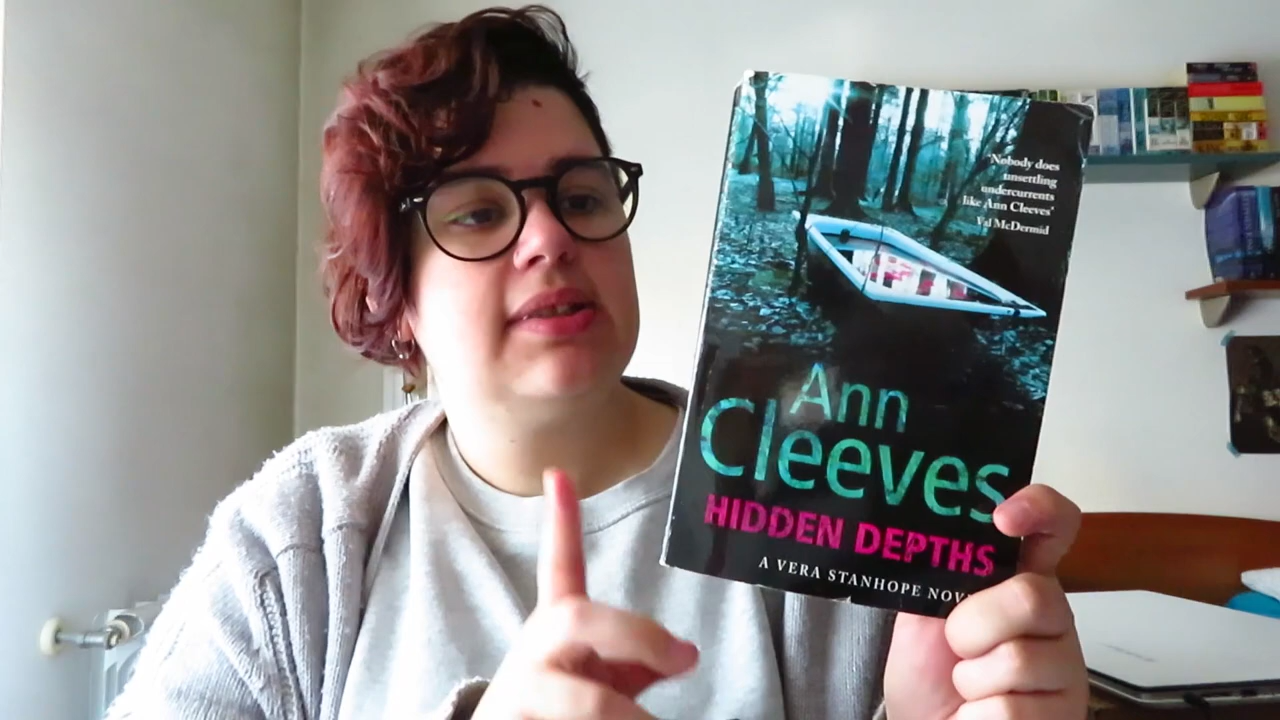 'Nobody does
unsettling
undercurrents
like Ann Cleeves'
Val McDermid
Ann
Cleeves
HIDDEN DEPTHS
A VERA STANHOPE